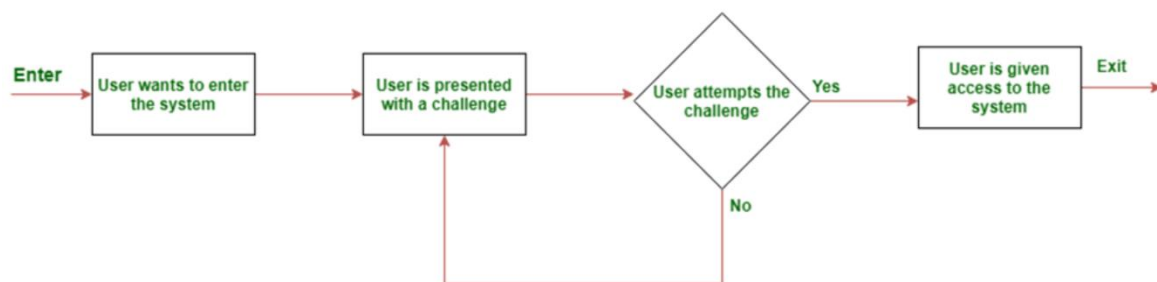 Enter
User wants to enter
the system
User is presented
with a challenge
User attempts the
challenge
Yes
No
User is given
access to the
system
Exit